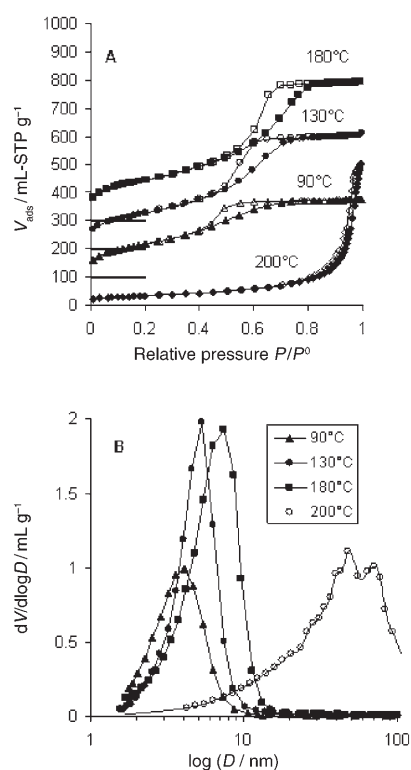 1000
900
800
700
600
500
400
300
200
100
0
A
180°C
130°C
90°C
200°C
V_ads / mL-STP g⁻¹
0 0.2 0.4 0.6 0.8 1
Relative pressure P/P⁰
2
1.5
1
0.5
0
B
90°C
130°C
180°C
200°C
dV/dlogD / mL g⁻¹
1 10 100
log (D / nm)